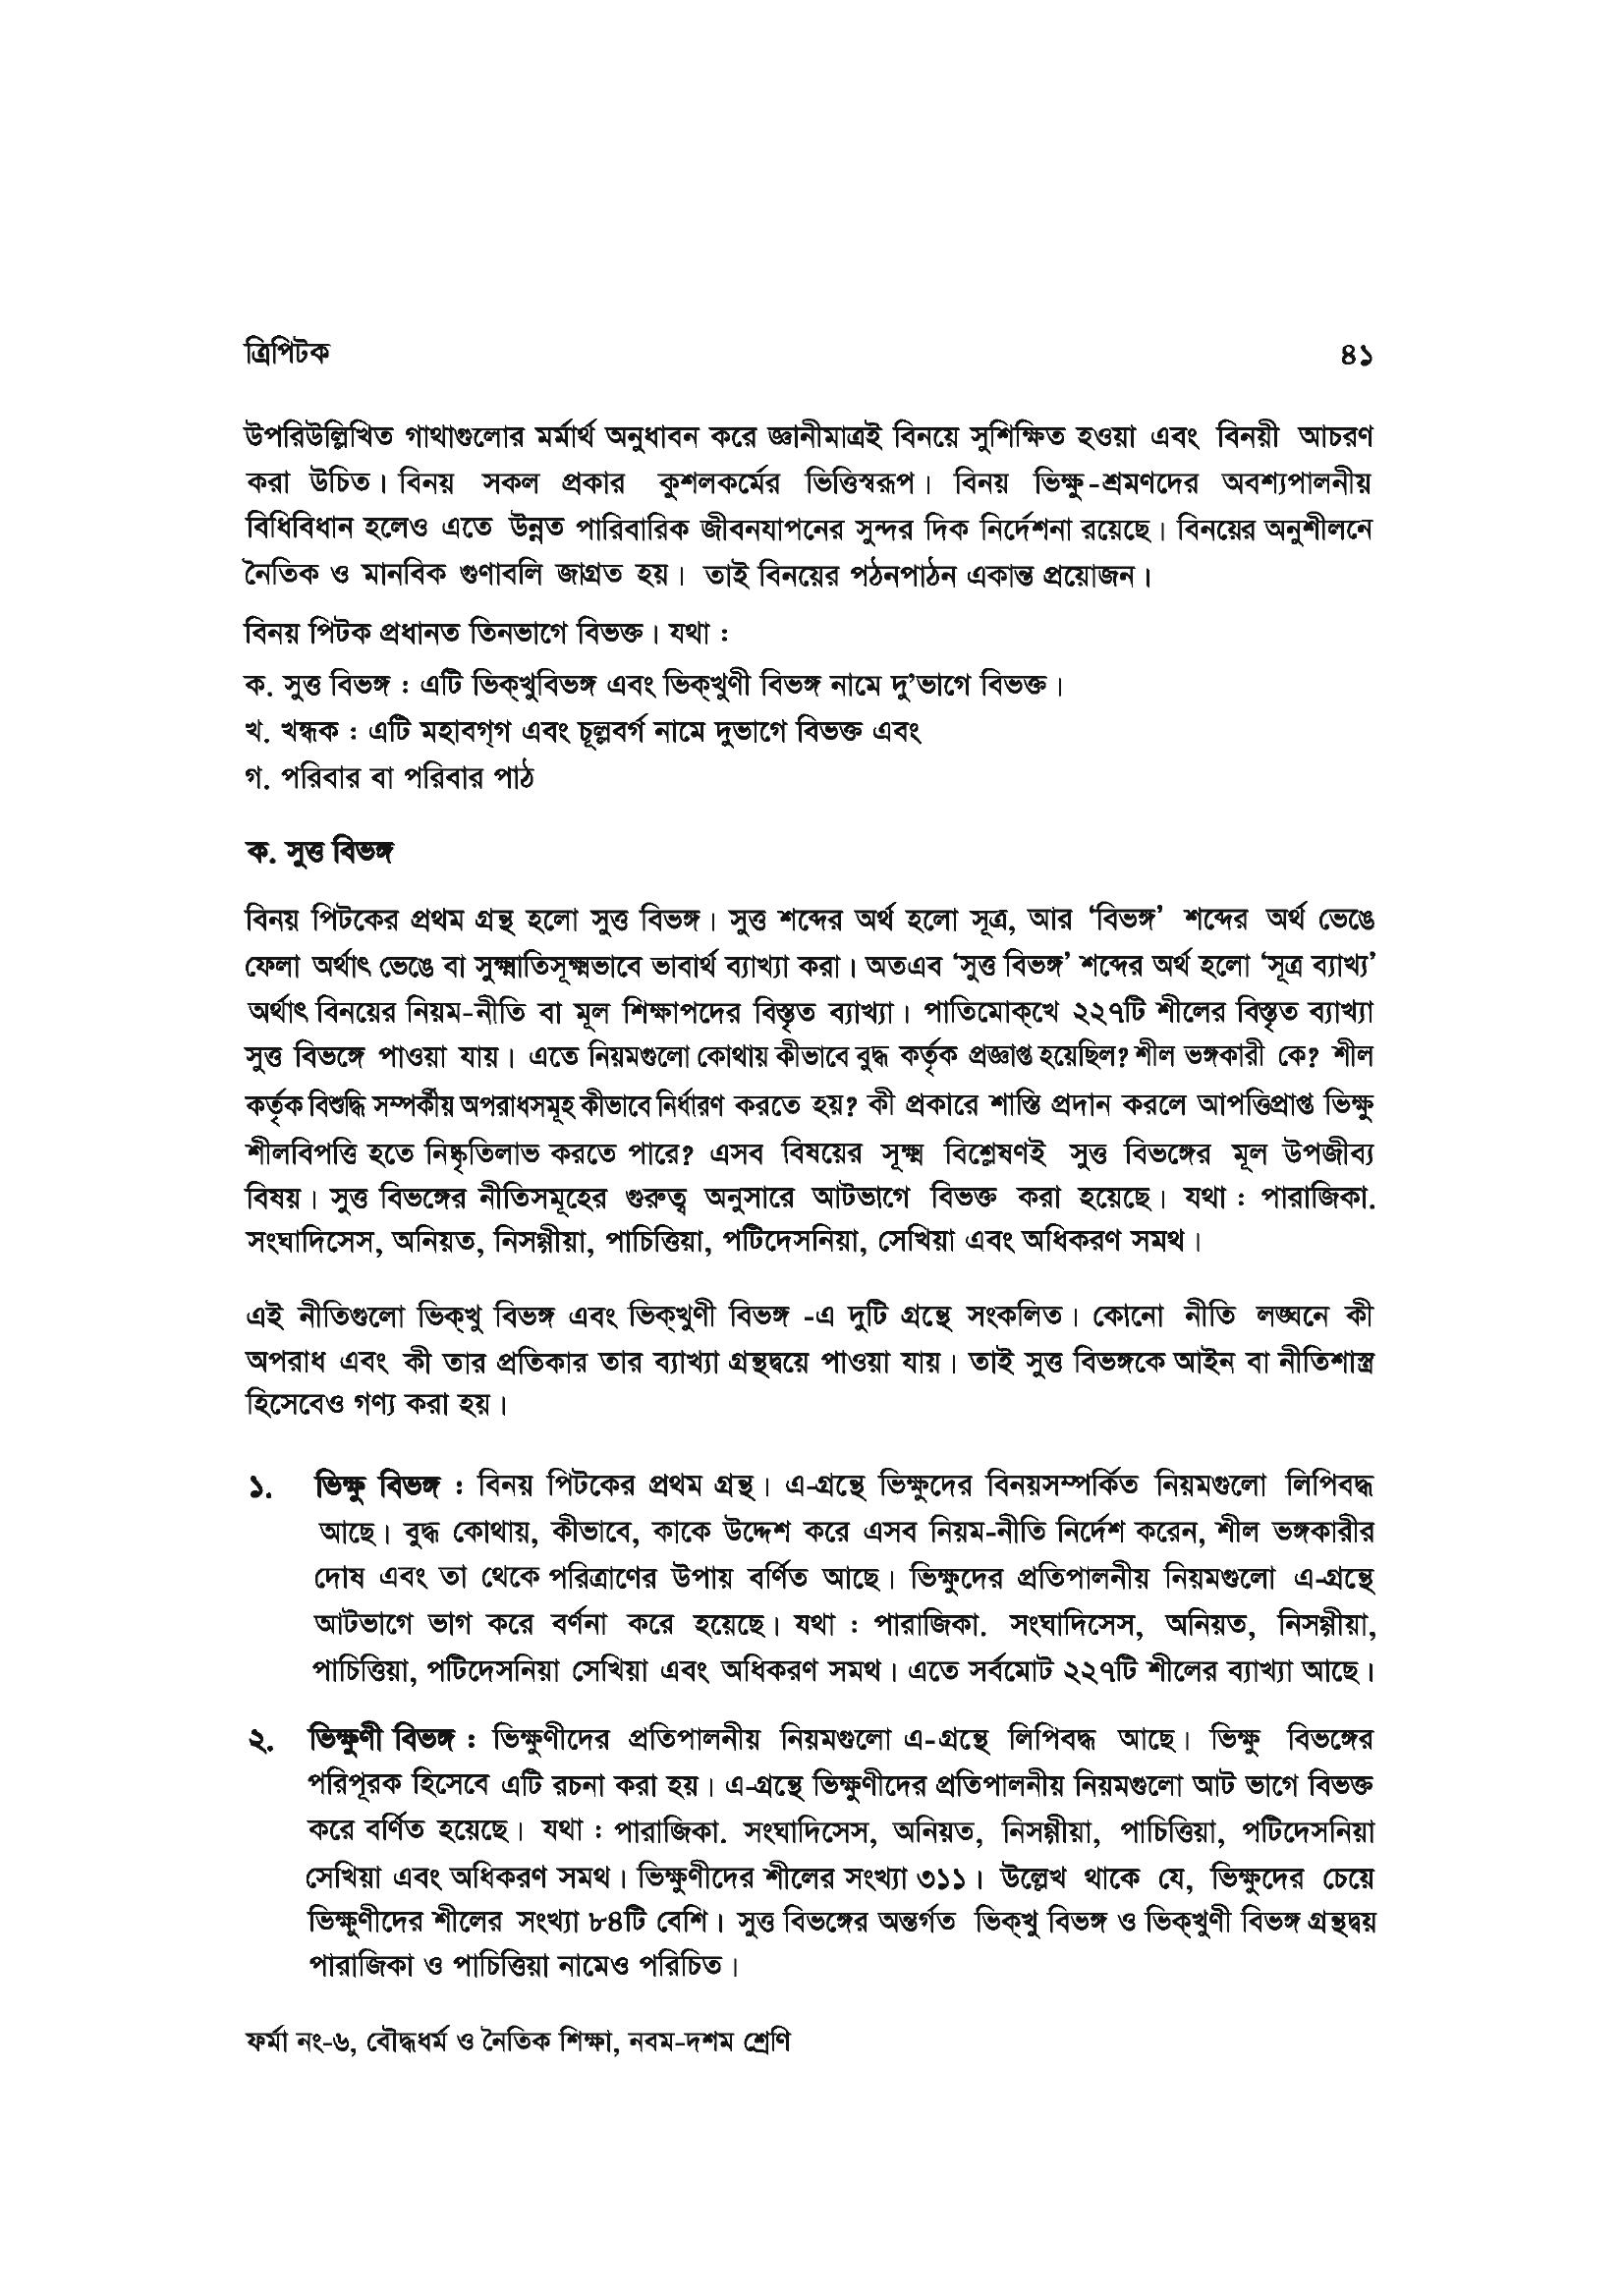 ত্রিপিটক ৪১
উপরিউল্লিখিত গাথাগুলোর মর্মার্থ অনুধাবন করে জ্ঞানীমাত্রই বিনয়ে সুশিক্ষিত হওয়া এবং বিনয়ী আচরণ
করা উচিত। বিনয় সকল প্রকার কুশলকর্মের ভিত্তিস্বরূপ। বিনয় ভিক্ষু-শ্রমণদের অবশ্যপালনীয়
বিধিবিধান হলেও এতে উন্নত পারিবারিক জীবনযাপনের সুন্দর দিক নির্দেশনা রয়েছে। বিনয়ের অনুশীলনে
নৈতিক ও মানবিক গুণাবলি জাগ্রত হয়। তাই বিনয়ের পঠনপাঠন একান্ত প্রয়োজন।
বিনয় পিটক প্রধানত তিনভাগে বিভক্ত। যথা :
ক. সুত্ত বিভঙ্গ : এটি ভিক্‌খুবিভঙ্গ এবং ভিক্‌খুণী বিভঙ্গ নামে দু’ভাগে বিভক্ত।
খ. খন্ধক : এটি মহাবগ্‌গ এবং চূল্লবর্গ নামে দুভাগে বিভক্ত এবং
গ. পরিবার বা পরিবার পাঠ
ক. সুত্ত বিভঙ্গ
বিনয় পিটকের প্রথম গ্রন্থ হলো সুত্ত বিভঙ্গ। সুত্ত শব্দের অর্থ হলো সূত্র, আর ‘বিভঙ্গ’ শব্দের অর্থ ভেঙে
ফেলা অর্থাৎ ভেঙে বা সুক্ষ্মাতিসূক্ষ্মভাবে ভাবার্থ ব্যাখ্যা করা। অতএব ‘সুত্ত বিভঙ্গ’ শব্দের অর্থ হলো ‘সূত্র ব্যাখ্য’
অর্থাৎ বিনয়ের নিয়ম-নীতি বা মূল শিক্ষাপদের বিস্তৃত ব্যাখ্যা। পাতিমোক্‌খে ২২৭টি শীলের বিস্তৃত ব্যাখ্যা
সুত্ত বিভঙ্গে পাওয়া যায়। এতে নিয়মগুলো কোথায় কীভাবে বুদ্ধ কর্তৃক প্রজ্ঞাপ্ত হয়েছিল? শীল ভঙ্গকারী কে? শীল
কর্তৃক বিশুদ্ধি সম্পর্কীয় অপরাধসমূহ কীভাবে নির্ধারণ করতে হয়? কী প্রকারে শাস্তি প্রদান করলে আপত্তিপ্রাপ্ত ভিক্ষু
শীলবিপত্তি হতে নিষ্কৃতিলাভ করতে পারে? এসব বিষয়ের সূক্ষ্ম বিশ্লেষণই সুত্ত বিভঙ্গের মূল উপজীব্য
বিষয়। সুত্ত বিভঙ্গের নীতিসমূহের গুরুত্ব অনুসারে আটভাগে বিভক্ত করা হয়েছে। যথা : পারাজিকা.
সংঘাদিসেস, অনিয়ত, নিসগ্গীয়া, পাচিত্তিয়া, পটিদেসনিয়া, সেখিয়া এবং অধিকরণ সমথ।
এই নীতিগুলো ভিক্‌খু বিভঙ্গ এবং ভিক্‌খুণী বিভঙ্গ -এ দুটি গ্রন্থে সংকলিত। কোনো নীতি লঙ্ঘনে কী
অপরাধ এবং কী তার প্রতিকার তার ব্যাখ্যা গ্রন্থদ্বয়ে পাওয়া যায়। তাই সুত্ত বিভঙ্গকে আইন বা নীতিশাস্ত্র
হিসেবেও গণ্য করা হয়।
১. ভিক্ষু বিভঙ্গ : বিনয় পিটকের প্রথম গ্রন্থ। এ-গ্রন্থে ভিক্ষুদের বিনয়সম্পর্কিত নিয়মগুলো লিপিবদ্ধ
আছে। বুদ্ধ কোথায়, কীভাবে, কাকে উদ্দেশ করে এসব নিয়ম-নীতি নির্দেশ করেন, শীল ভঙ্গকারীর
দোষ এবং তা থেকে পরিত্রাণের উপায় বর্ণিত আছে। ভিক্ষুদের প্রতিপালনীয় নিয়মগুলো এ-গ্রন্থে
আটভাগে ভাগ করে বর্ণনা করে হয়েছে। যথা : পারাজিকা. সংঘাদিসেস, অনিয়ত, নিসগ্গীয়া,
পাচিত্তিয়া, পটিদেসনিয়া সেখিয়া এবং অধিকরণ সমথ। এতে সর্বমোট ২২৭টি শীলের ব্যাখ্যা আছে।
২. ভিক্ষুণী বিভঙ্গ : ভিক্ষুণীদের প্রতিপালনীয় নিয়মগুলো এ-গ্রন্থে লিপিবদ্ধ আছে। ভিক্ষু বিভঙ্গের
পরিপূরক হিসেবে এটি রচনা করা হয়। এ-গ্রন্থে ভিক্ষুণীদের প্রতিপালনীয় নিয়মগুলো আট ভাগে বিভক্ত
করে বর্ণিত হয়েছে। যথা : পারাজিকা. সংঘাদিসেস, অনিয়ত, নিসগ্গীয়া, পাচিত্তিয়া, পটিদেসনিয়া
সেখিয়া এবং অধিকরণ সমথ। ভিক্ষুণীদের শীলের সংখ্যা ৩১১। উল্লেখ থাকে যে, ভিক্ষুদের চেয়ে
ভিক্ষুণীদের শীলের সংখ্যা ৮৪টি বেশি। সুত্ত বিভঙ্গের অন্তর্গত ভিক্‌খু বিভঙ্গ ও ভিক্‌খুণী বিভঙ্গ গ্রন্থদ্বয়
পারাজিকা ও পাচিত্তিয়া নামেও পরিচিত।
ফর্মা নং-৬, বৌদ্ধধর্ম ও নৈতিক শিক্ষা, নবম-দশম শ্রেণি